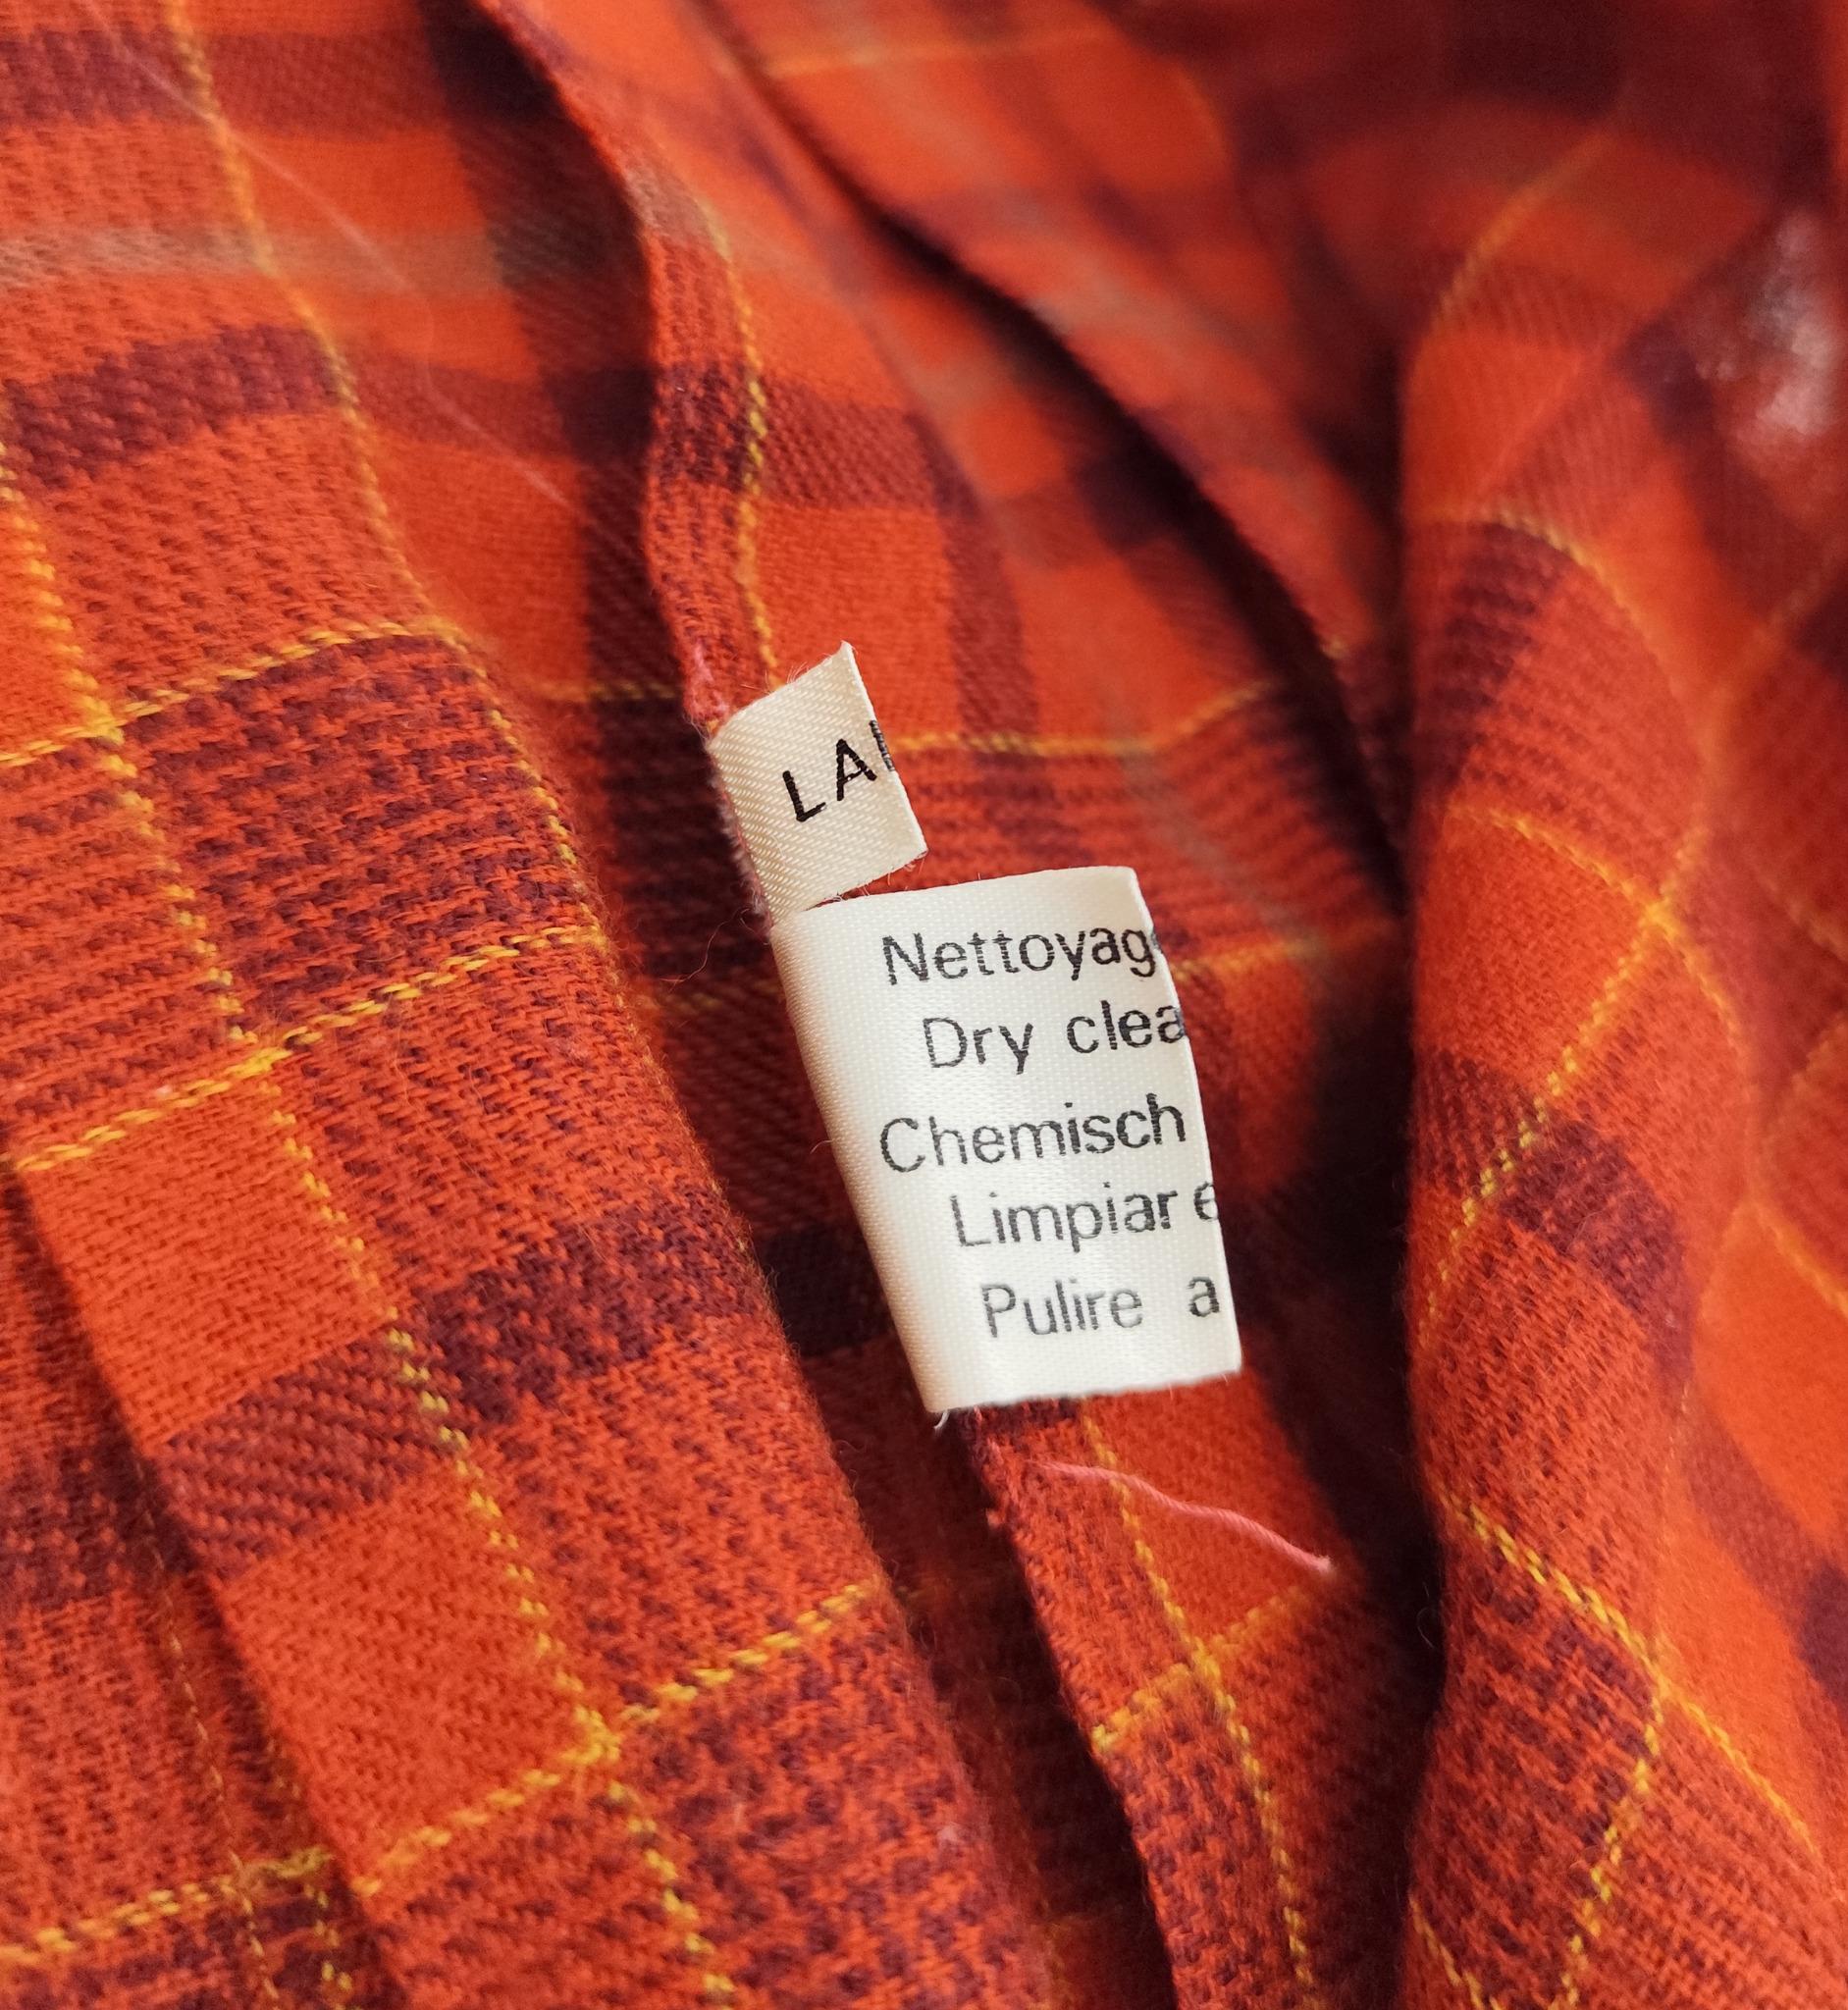 LA
Nettoyag
Dry clea
Chemisch
Limpiar e
Pulire a